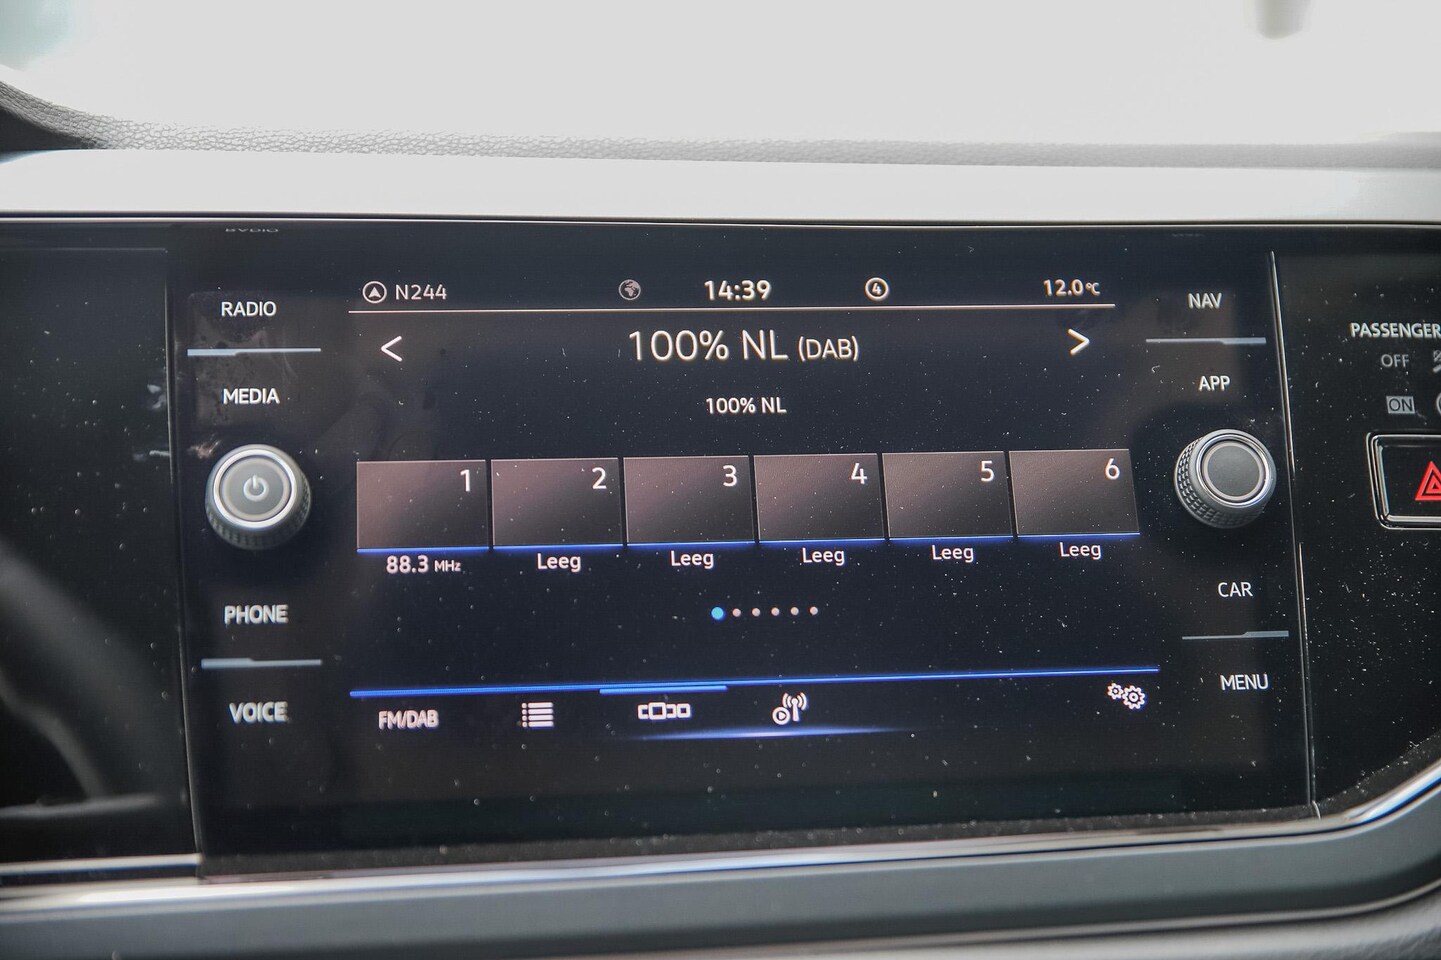 RADIO
MEDIA
PHONE
VOICE
N244
14:39
4
12.0°C
< 100% NL (DAB) >
100% NL
1 2 3 4 5 6
88.3 MHz Leeg Leeg Leeg Leeg Leeg
FM/DAB
NAV
APP
CAR
MENU
PASSENGER
OFF
ON